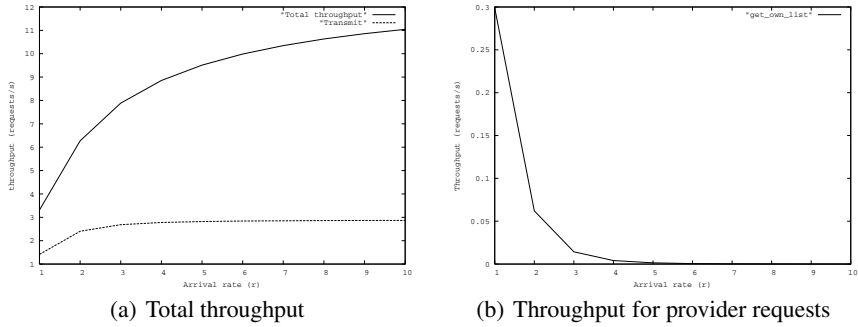 12
11
10
9
8
7
6
5
4
3
2
1
throughput (requests/s)
"Total throughput"
"Transmit"
1 2 3 4 5 6 7 8 9 10
Arrival rate (r)
(a) Total throughput
0.3
0.25
0.2
0.15
0.1
0.05
0
Throughput (requests/s)
"get_own_list"
1 2 3 4 5 6 7 8 9 10
Arrival rate (r)
(b) Throughput for provider requests